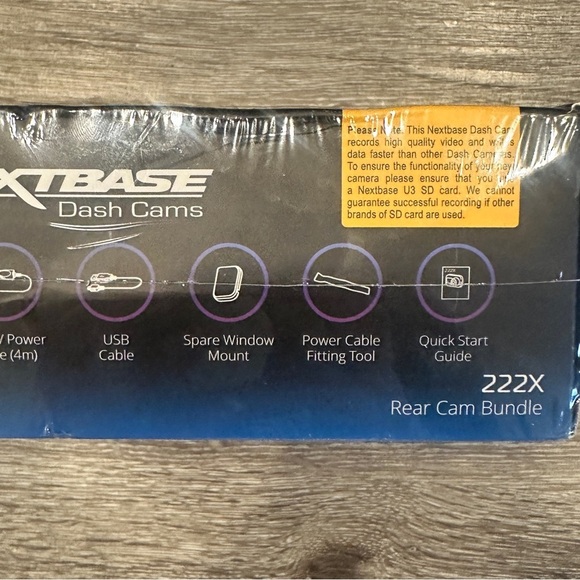 XTBASE
Dash Cams
Please Note: This Nextbase Dash Cam
records high quality video and writes
data faster than other Dash Cameras.
To ensure the functionality of your new
camera please ensure that you use
a Nextbase U3 SD card. We cannot
guarantee successful recording if other
brands of SD card are used.
Power
(4m)
USB
Cable
Spare Window
Mount
Power Cable
Fitting Tool
Quick Start
Guide
222X
Rear Cam Bundle